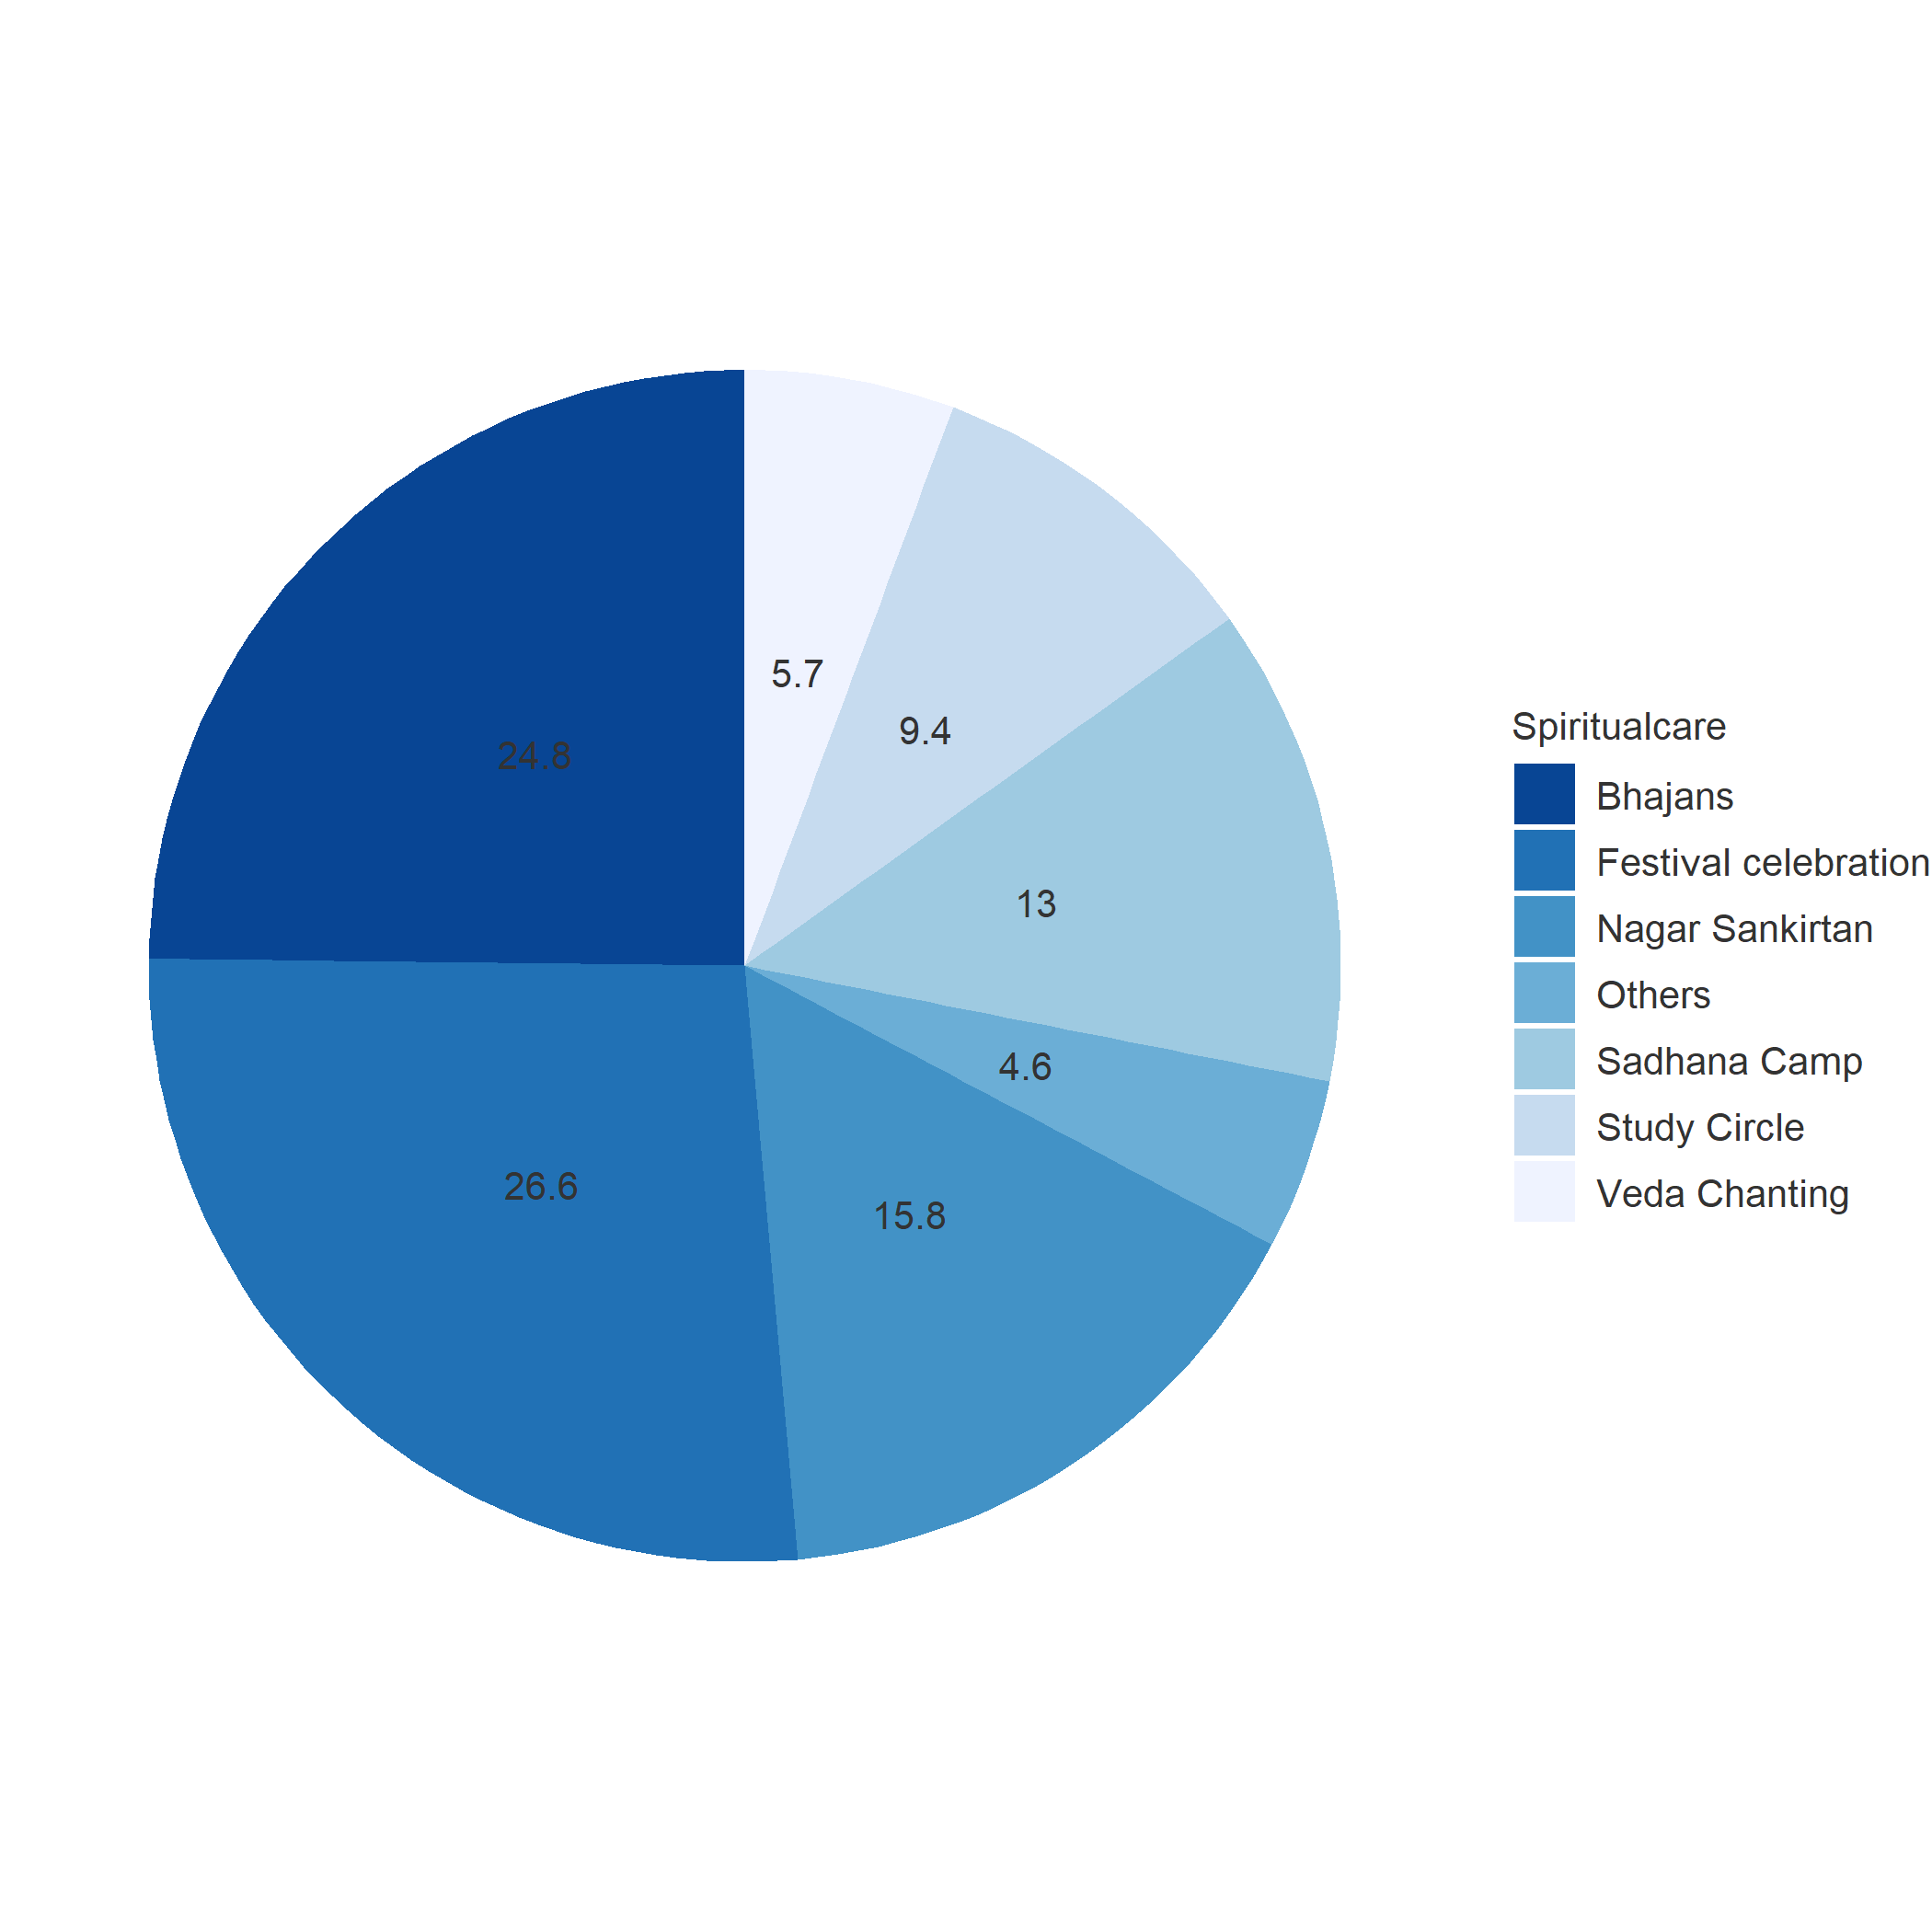 5.7
9.4
24.8
13
4.6
26.6
15.8
Spiritualcare
Bhajans
Festival celebration
Nagar Sankirtan
Others
Sadhana Camp
Study Circle
Veda Chanting